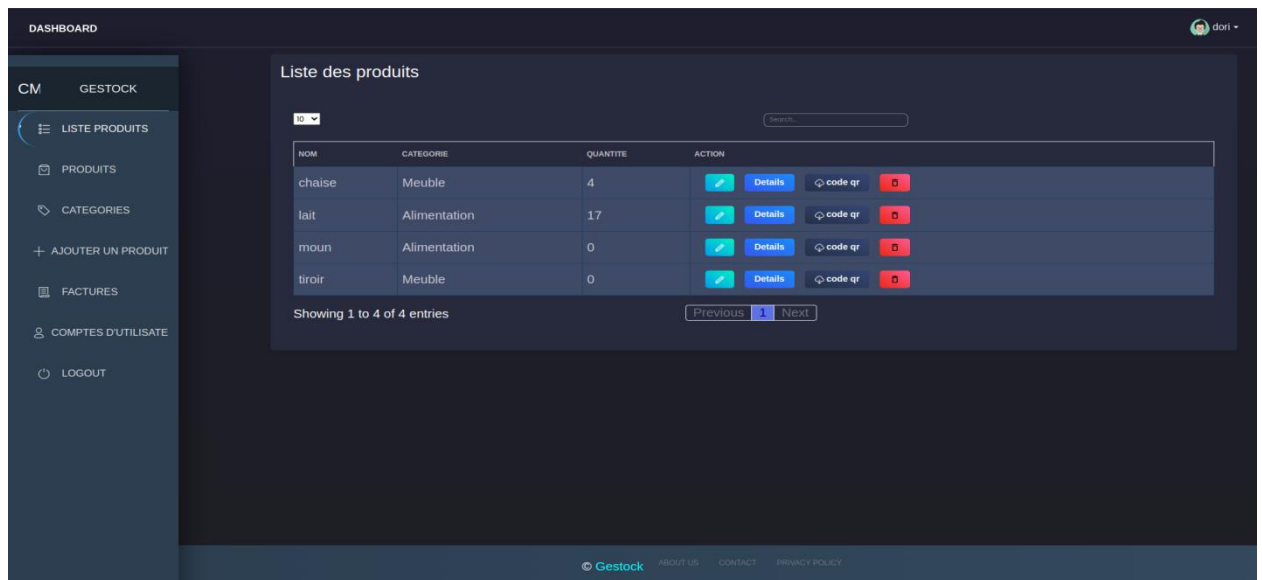 DASHBOARD
dori
CM GESTOCK
LISTE PRODUITS
PRODUITS
CATEGORIES
AJOUTER UN PRODUIT
FACTURES
COMPTES D'UTILISATE
LOGOUT
Liste des produits
10
Search...
NOM CATEGORIE QUANTITE ACTION
chaise Meuble 4 Details code qr
lait Alimentation 17 Details code qr
moun Alimentation 0 Details code qr
tiroir Meuble 0 Details code qr
Showing 1 to 4 of 4 entries Previous 1 Next
© Gestock ABOUT US CONTACT PRIVACY POLICY